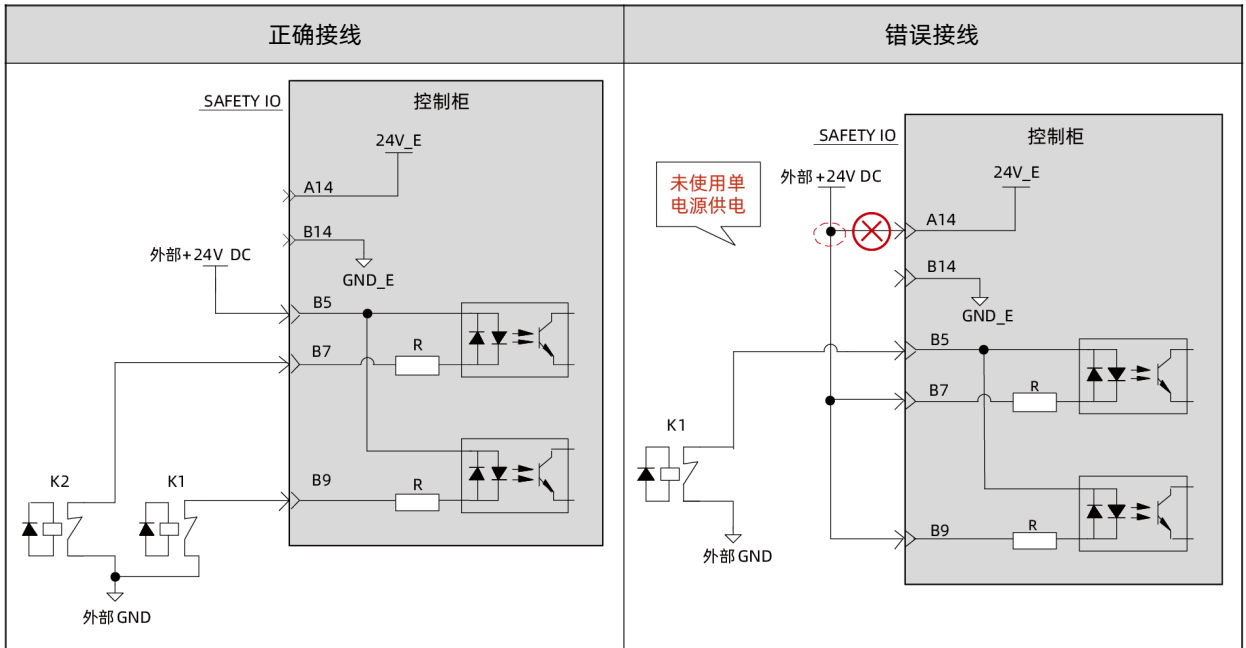 正确接线
错误接线
SAFETY IO
控制柜
24V_E
A14
B14
外部+24V DC
GND_E
B5
B7
R
K2
K1
B9
R
外部GND
未使用单
电源供电
SAFETY IO
控制柜
外部+24V DC
24V_E
A14
B14
GND_E
B5
B7
R
K1
B9
R
外部GND